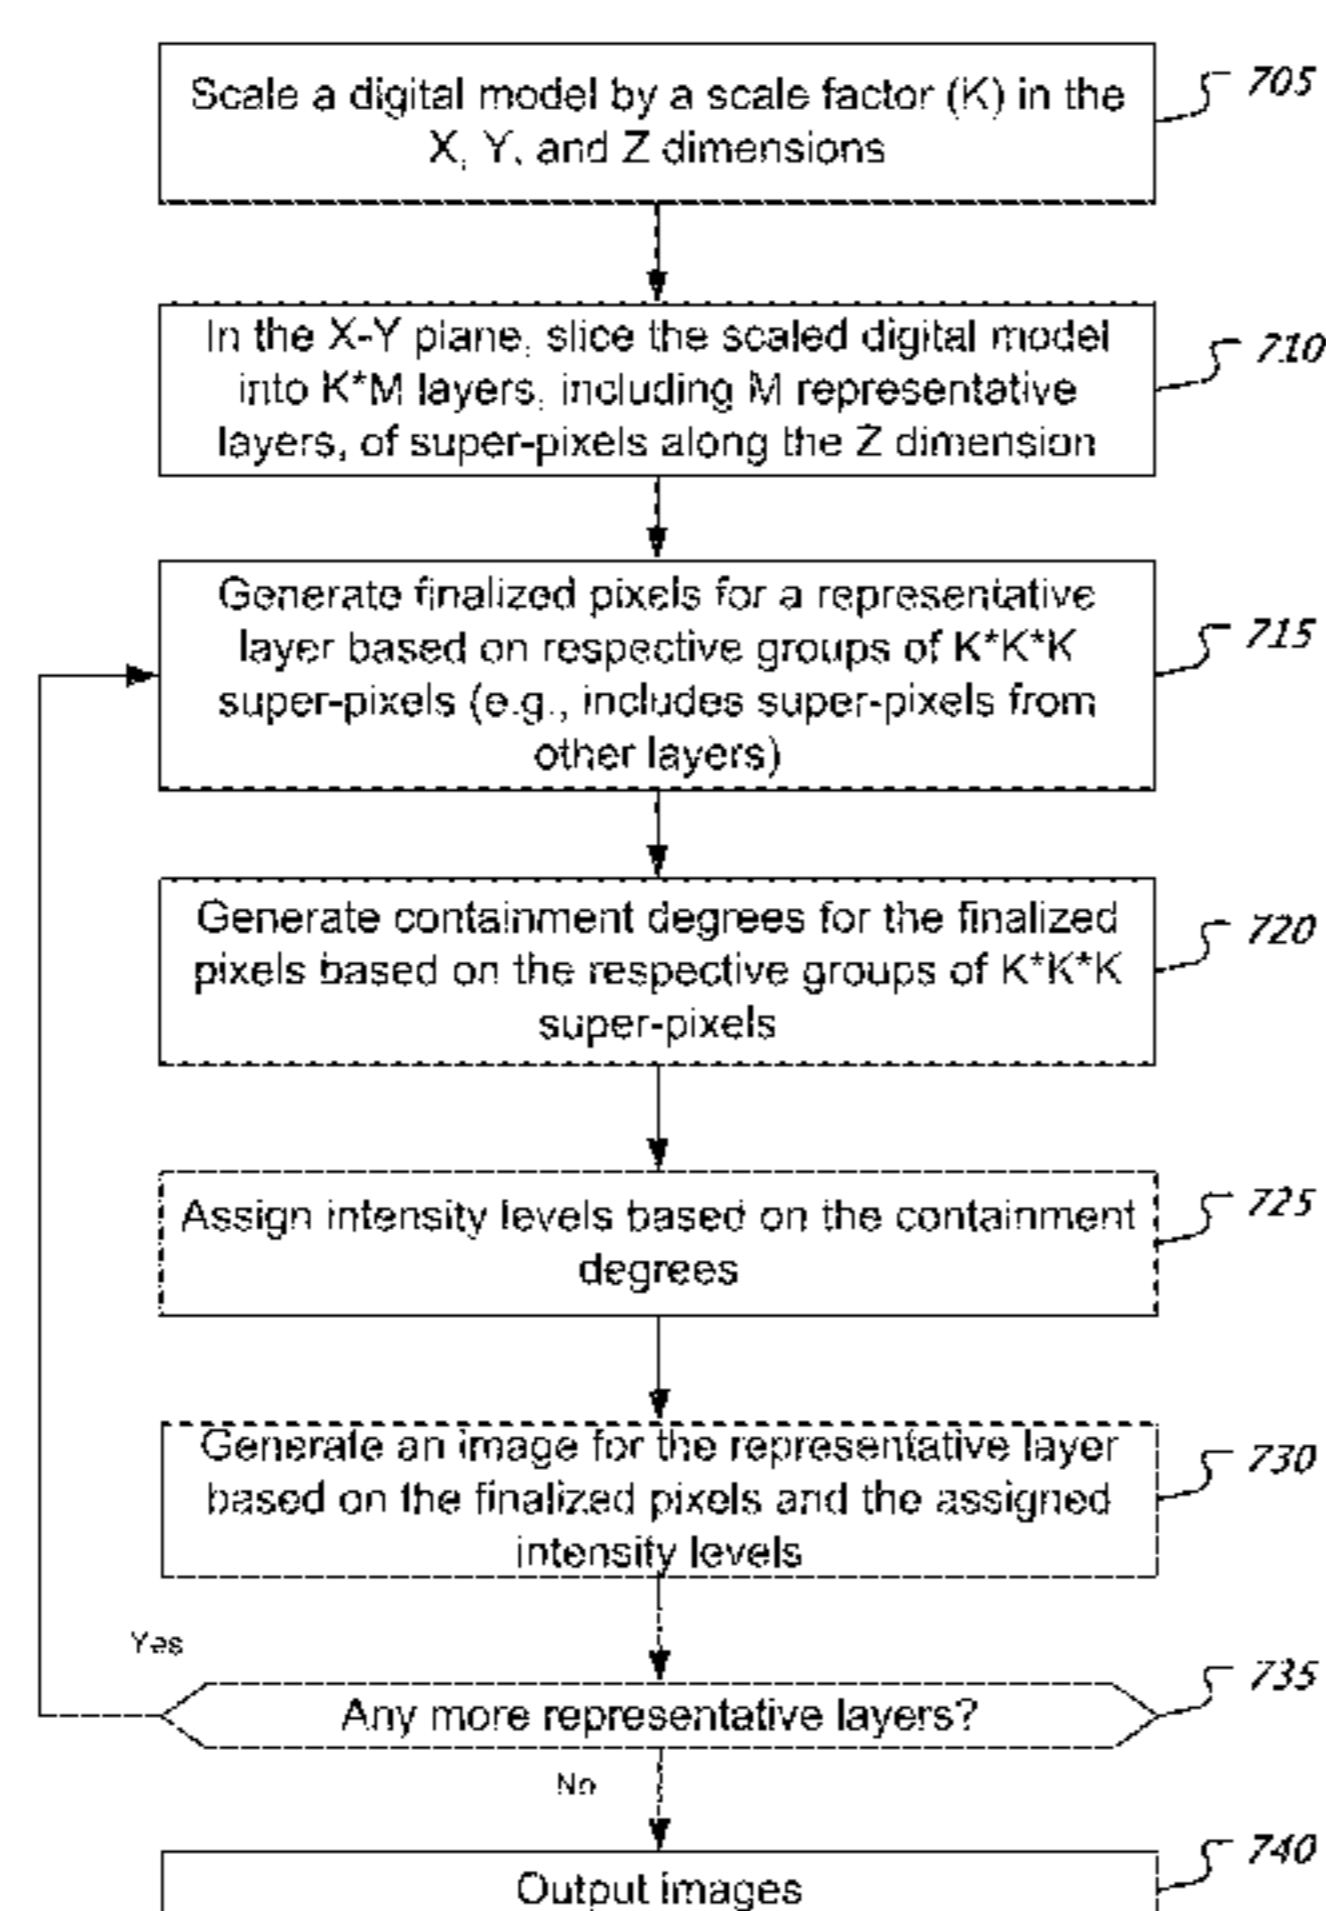 Scale a digital model by a scale factor (K) in the
X, Y, and Z dimensions
705
In the X-Y plane, slice the scaled digital model
into K*M layers, including M representative
layers, of super-pixels along the Z dimension
710
Generate finalized pixels for a representative
layer based on respective groups of K*K*K
super-pixels (e.g., includes super-pixels from
other layers)
715
Generate containment degrees for the finalized
pixels based on the respective groups of K*K*K
super-pixels
720
Assign intensity levels based on the containment
degrees
725
Generate an image for the representative layer
based on the finalized pixels and the assigned
intensity levels
730
Yes
Any more representative layers?
735
No
Output images
740